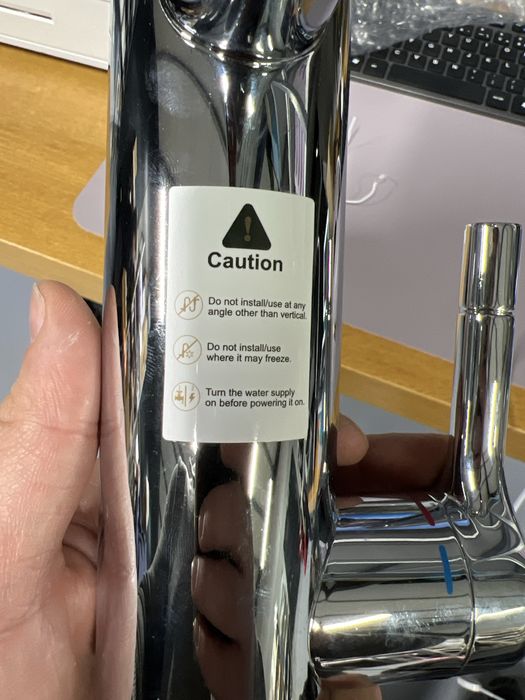 Caution
Do not install/use at any
angle other than vertical.
Do not install/use
where it may freeze.
Turn the water supply
on before powering it on.